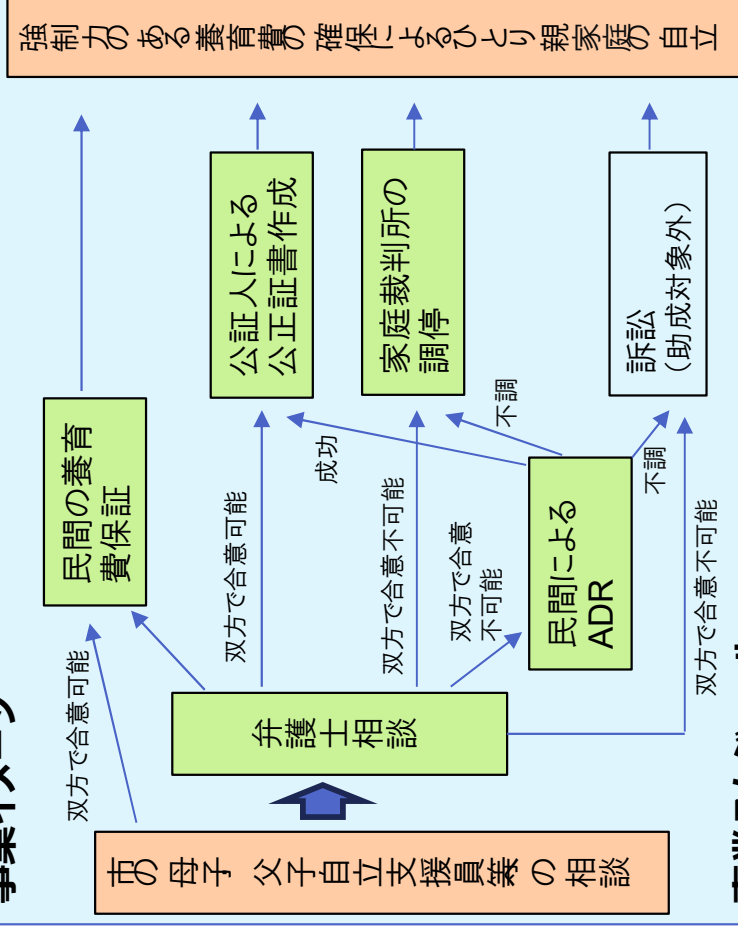 事業イメージ
市の母子 父子自立支援員等の相談
双方で合意可能
弁護士相談
民間の養育
費保証
双方で合意可能
双方で合意不可能
双方で合意
不可能
双方で合意不可能
民間による
ADR
成功
不調
不調
公証人による
公正証書作成
家庭裁判所の
調停
訴訟
（助成対象外）
強制力のある養育費の確保によるひとり親家庭の自立